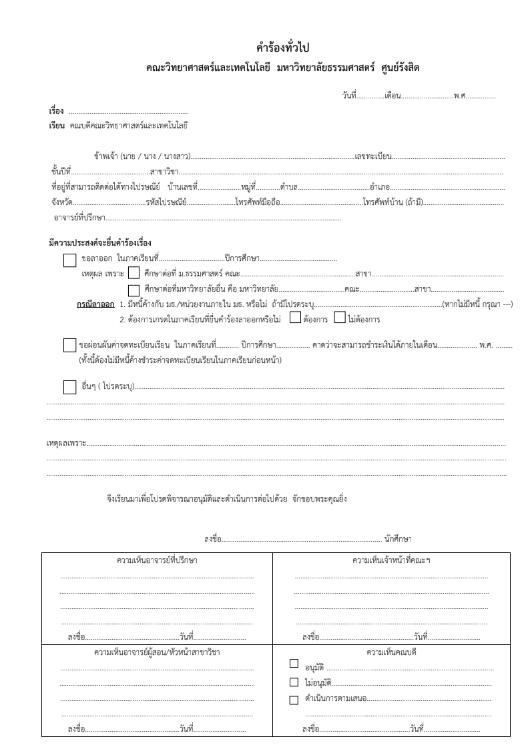 คำร้องทั่วไป
คณะวิทยาศาสตร์และเทคโนโลยี มหาวิทยาลัยธรรมศาสตร์ ศูนย์รังสิต
วันที่.............เดือน.........................พ.ศ..............
เรื่อง ....................................................
เรียน คณบดีคณะวิทยาศาสตร์และเทคโนโลยี
ข้าพเจ้า (นาย / นาง / นางสาว)........................................................................เลขทะเบียน..................................................
ชั้นปีที่..................................สาขาวิชา..............................................................................................................................
ที่อยู่ที่สามารถติดต่อได้ทางไปรษณีย์ บ้านเลขที่...................หมู่ที่...........ตำบล................................อำเภอ..................................................
จังหวัด................................รหัสไปรษณีย์.......................โทรศัพท์มือถือ....................................โทรศัพท์บ้าน (ถ้ามี)...................................
อาจารย์ที่ปรึกษา.......................................................................................................
มีความประสงค์จะยื่นคำร้องเรื่อง
ขอลาออก ในภาคเรียนที่.............................ปีการศึกษา..................................
เหตุผล เพราะ ศึกษาต่อที่ ม.ธรรมศาสตร์ คณะ..................................................สาขา..........................................................
ศึกษาต่อที่มหาวิทยาลัยอื่น คือ มหาวิทยาลัย.............................คณะ.........................สาขา................................
กรณีลาออก 1. มีหนี้ค้างกับ มธ./หน่วยงานภายใน มธ. หรือไม่ ถ้ามีโปรดระบุ.......................................................(หากไม่มีหนี้ กรุณา ---)
2. ต้องการเกรดในภาคเรียนที่ยื่นคำร้องลาออกหรือไม่ ต้องการ ไม่ต้องการ
ขอผ่อนผันค่าจดทะเบียนเรียน ในภาคเรียนที่.......... ปีการศึกษา............... คาดว่าจะสามารถชำระเงินได้ภายในเดือน.................... พ.ศ. ........
(ทั้งนี้ต้องไม่มีหนี้ค้างชำระค่าจดทะเบียนเรียนในภาคเรียนก่อนหน้า)
อื่นๆ ( โปรดระบุ)..............................................................................................................................
..............................................................................................................................
..............................................................................................................................
เหตุผลเพราะ..............................................................................................................................
..............................................................................................................................
..............................................................................................................................
จึงเรียนมาเพื่อโปรดพิจารณาอนุมัติและดำเนินการต่อไปด้วย จักขอบพระคุณยิ่ง
ลงชื่อ...................................................................... นักศึกษา
ความเห็นอาจารย์ที่ปรึกษา
....................................................................................
....................................................................................
....................................................................................
....................................................................................
ลงชื่อ.........................................วันที่........................
ความเห็นเจ้าหน้าที่คณะฯ
....................................................................................
....................................................................................
....................................................................................
....................................................................................
ลงชื่อ.........................................วันที่........................
ความเห็นอาจารย์ผู้สอน/หัวหน้าสาขาวิชา
....................................................................................
....................................................................................
....................................................................................
....................................................................................
ลงชื่อ.........................................วันที่........................
ความเห็นคณบดี
อนุมัติ ........................................................................
ไม่อนุมัติ......................................................................
ดำเนินการตามเสนอ......................................................
....................................................................................
ลงชื่อ.........................................วันที่........................